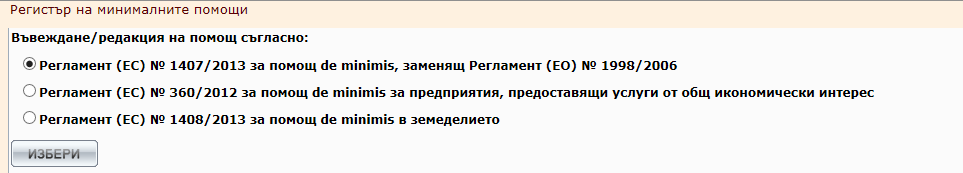 Регистър на минималните помощи
Въвеждане/редакция на помощ съгласно:
Регламент (ЕС) № 1407/2013 за помощ de minimis, заменящ Регламент (ЕО) № 1998/2006
Регламент (ЕС) № 360/2012 за помощ de minimis за предприятия, предоставящи услуги от общ икономически интерес
Регламент (ЕС) № 1408/2013 за помощ de minimis в земеделието
ИЗБЕРИ